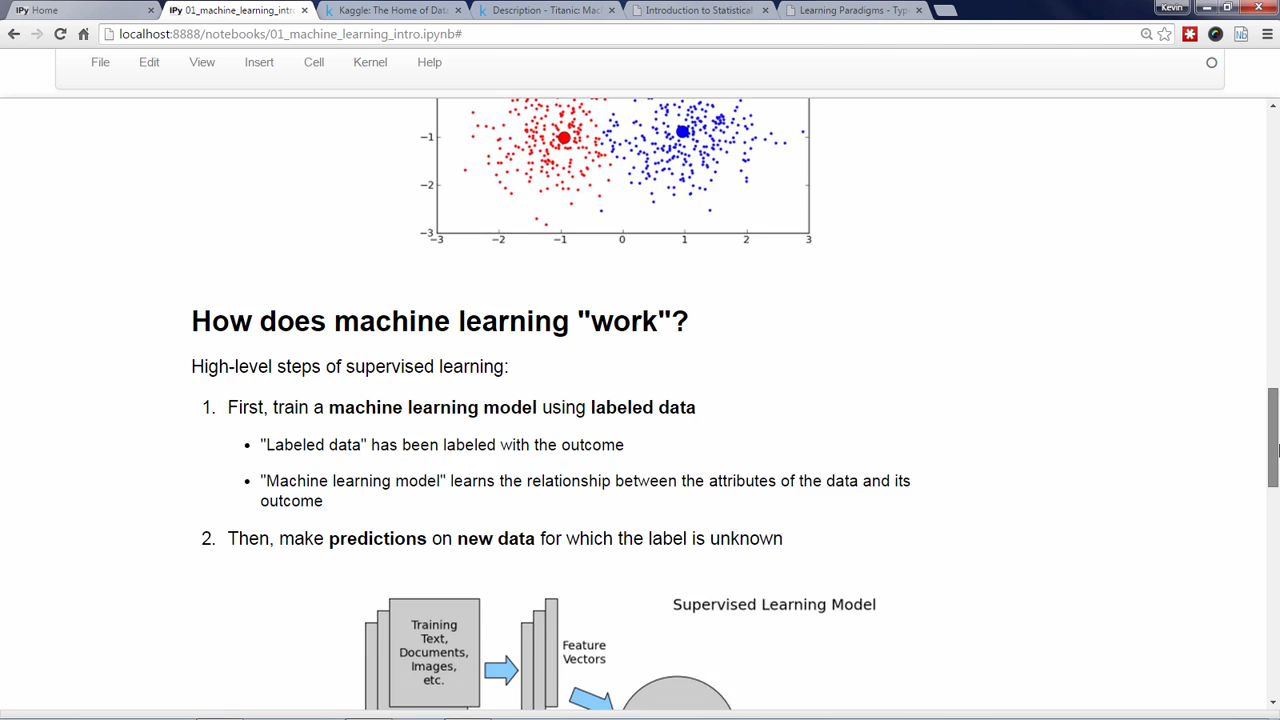 IPy Home
IPy 01_machine_learning_intro
Kaggle: The Home of Dat
Description - Titanic: Mac
Introduction to Statistical
Learning Paradigms - Typ
Kevin
localhost:8888/notebooks/01_machine_learning_intro.ipynb#
File Edit View Insert Cell Kernel Help
−1
−2
−3
−3 −2 −1 0 1 2 3
How does machine learning "work"?
High-level steps of supervised learning:
1. First, train a machine learning model using labeled data
• "Labeled data" has been labeled with the outcome
• "Machine learning model" learns the relationship between the attributes of the data and its
outcome
2. Then, make predictions on new data for which the label is unknown
Supervised Learning Model
Training
Text,
Documents,
Images,
etc.
Feature
Vectors